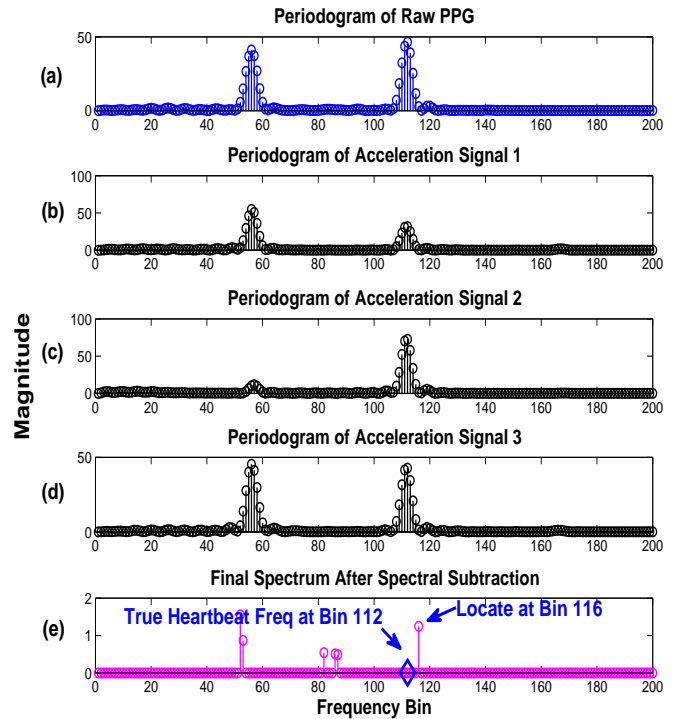 Periodogram of Raw PPG
(a)
50
0
0 20 40 60 80 100 120 140 160 180 200
Periodogram of Acceleration Signal 1
(b)
100
50
0
0 20 40 60 80 100 120 140 160 180 200
Periodogram of Acceleration Signal 2
(c)
100
50
0
0 20 40 60 80 100 120 140 160 180 200
Magnitude
Periodogram of Acceleration Signal 3
(d)
50
0
0 20 40 60 80 100 120 140 160 180 200
Final Spectrum After Spectral Subtraction
(e)
2
1
0
True Heartbeat Freq at Bin 112
Locate at Bin 116
0 20 40 60 80 100 120 140 160 180 200
Frequency Bin